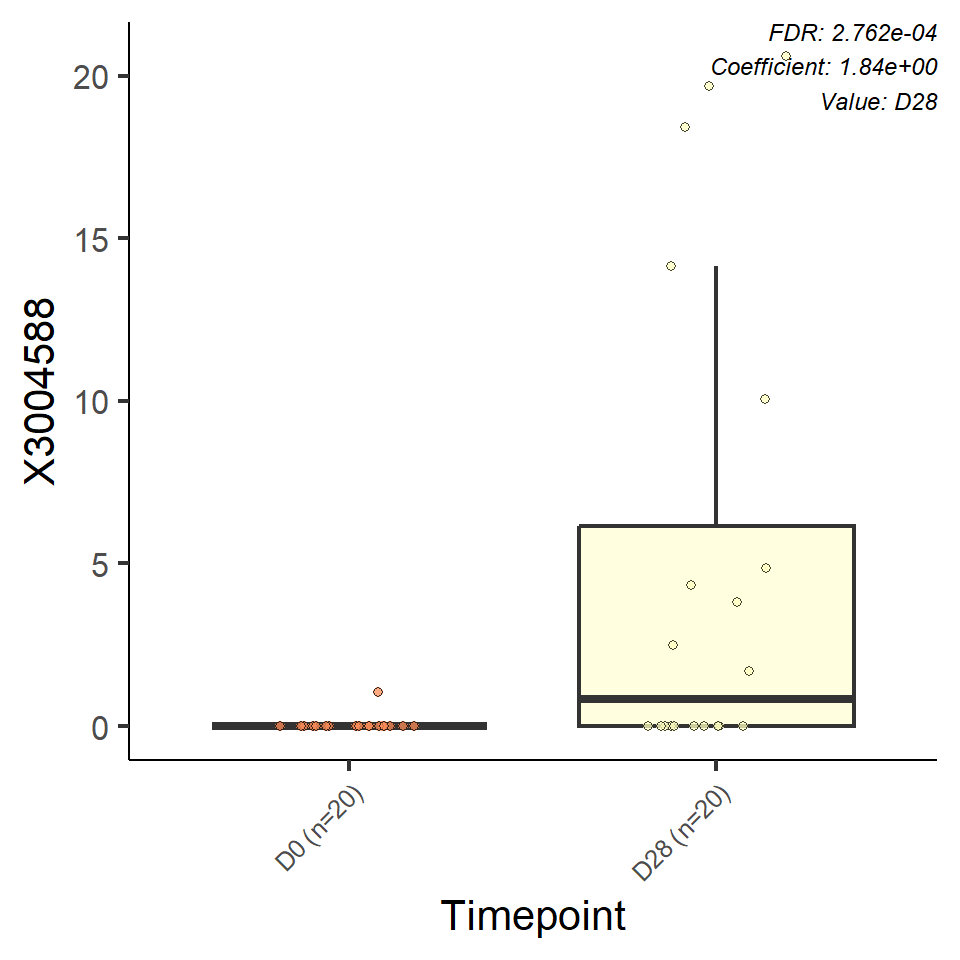 FDR: 2.762e-04
Coefficient: 1.84e+00
Value: D28
20
15
10
5
0
X3004588
D0 (n=20)
D28 (n=20)
Timepoint